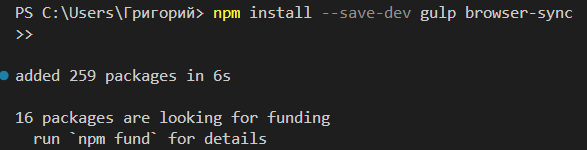 PS C:\Users\Григорий> npm install --save-dev gulp browser-sync
>>
added 259 packages in 6s
16 packages are looking for funding
run `npm fund` for details